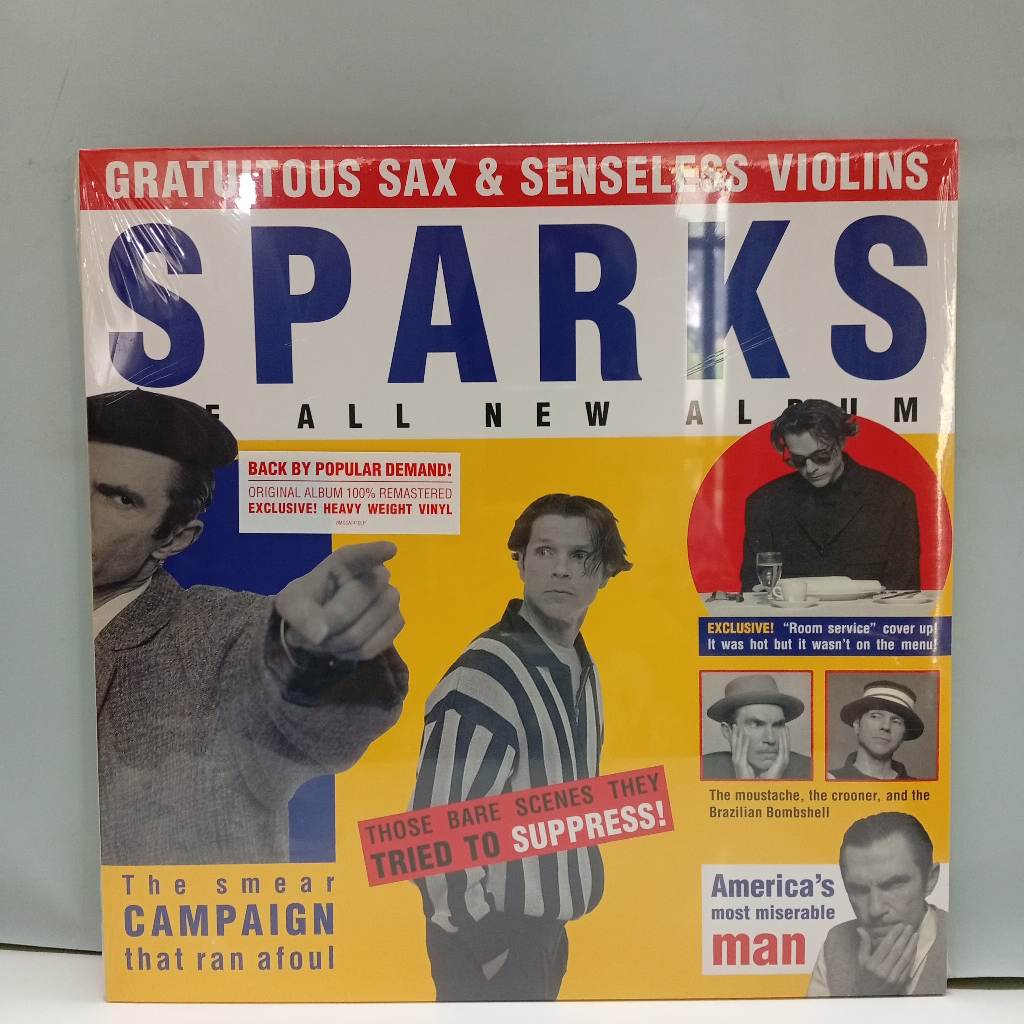 GRATUITOUS SAX & SENSELESS VIOLINS
SPARKS
ALL NEW ALBUM
BACK BY POPULAR DEMAND!
ORIGINAL ALBUM 100% REMASTERED
EXCLUSIVE! HEAVY WEIGHT VINYL
EXCLUSIVE! "Room service" cover up!
It was hot but it wasn't on the menu!
The moustache, the crooner, and the
Brazilian Bombshell
THOSE BARE SCENES THEY
TRIED TO SUPPRESS!
The smear
CAMPAIGN
that ran afoul
America's
most miserable
man